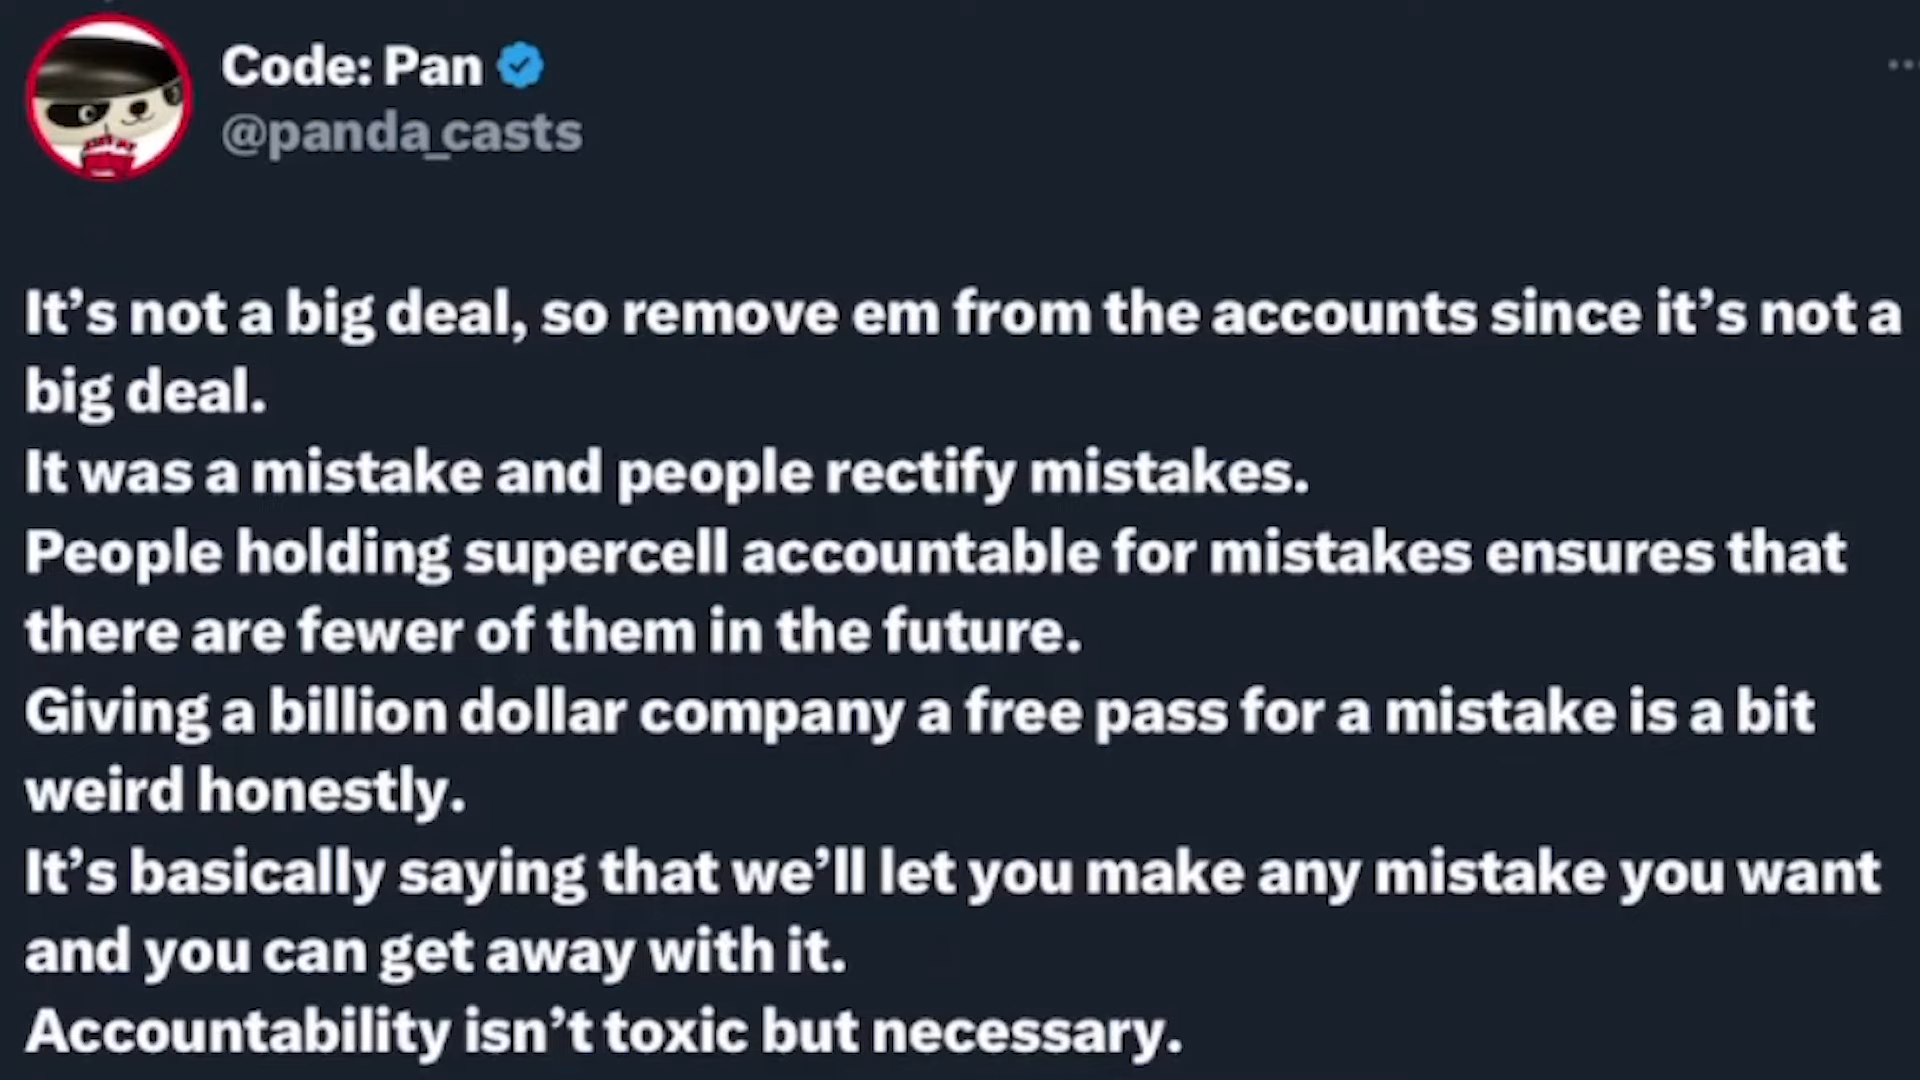 Code: Pan
@panda_casts
It’s not a big deal, so remove em from the accounts since it’s not a
big deal.
It was a mistake and people rectify mistakes.
People holding supercell accountable for mistakes ensures that
there are fewer of them in the future.
Giving a billion dollar company a free pass for a mistake is a bit
weird honestly.
It’s basically saying that we’ll let you make any mistake you want
and you can get away with it.
Accountability isn’t toxic but necessary.